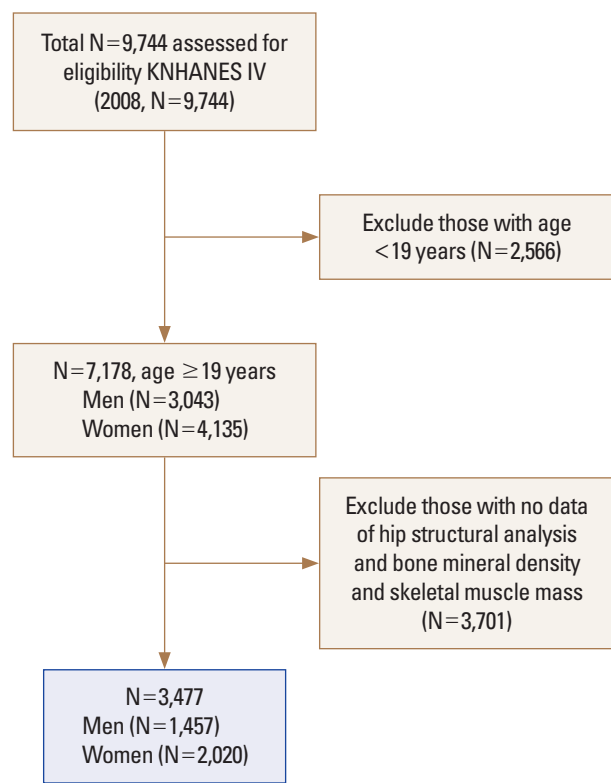 Total N=9,744 assessed for
eligibility KNHANES IV
(2008, N=9,744)
Exclude those with age
<19 years (N=2,566)
N=7,178, age ≥19 years
Men (N=3,043)
Women (N=4,135)
Exclude those with no data
of hip structural analysis
and bone mineral density
and skeletal muscle mass
(N=3,701)
N=3,477
Men (N=1,457)
Women (N=2,020)